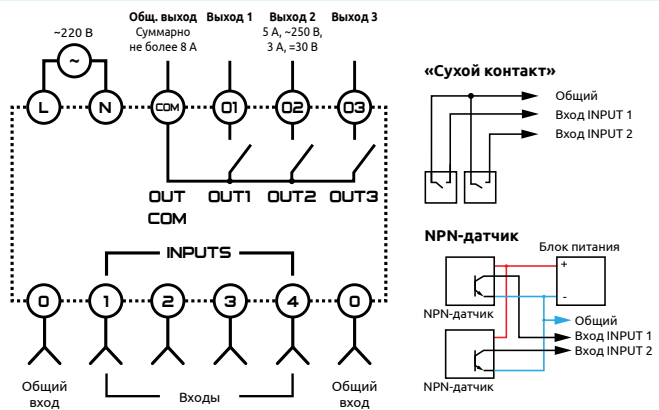 ~220 В
Общ. выход
Суммарно
не более 8 А
Выход 1
Выход 2
5 А, ~250 В,
3 А, =30 В
Выход 3
~
L
N
COM
01
02
03
OUT
COM
OUT1
OUT2
OUT3
INPUTS
0
1
2
3
4
0
Общий
вход
Входы
Общий
вход
«Сухой контакт»
Общий
Вход INPUT 1
Вход INPUT 2
NPN-датчик
Блок питания
+
-
NPN-датчик
Общий
Вход INPUT 1
Вход INPUT 2
NPN-датчик